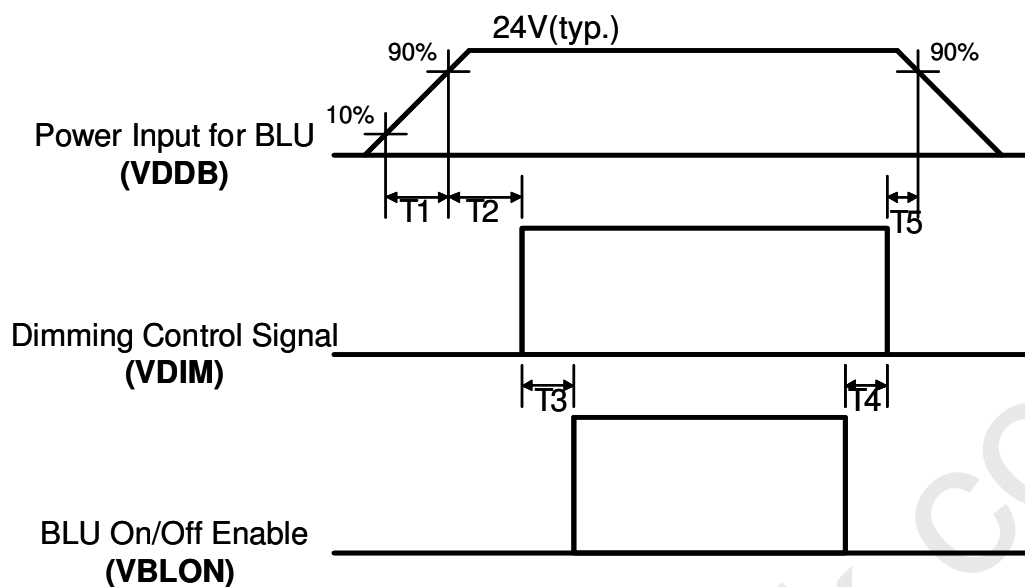 24V(typ.)
90%
90%
10%
Power Input for BLU
(VDDB)
T1
T2
T5
Dimming Control Signal
(VDIM)
T3
T4
BLU On/Off Enable
(VBLON)